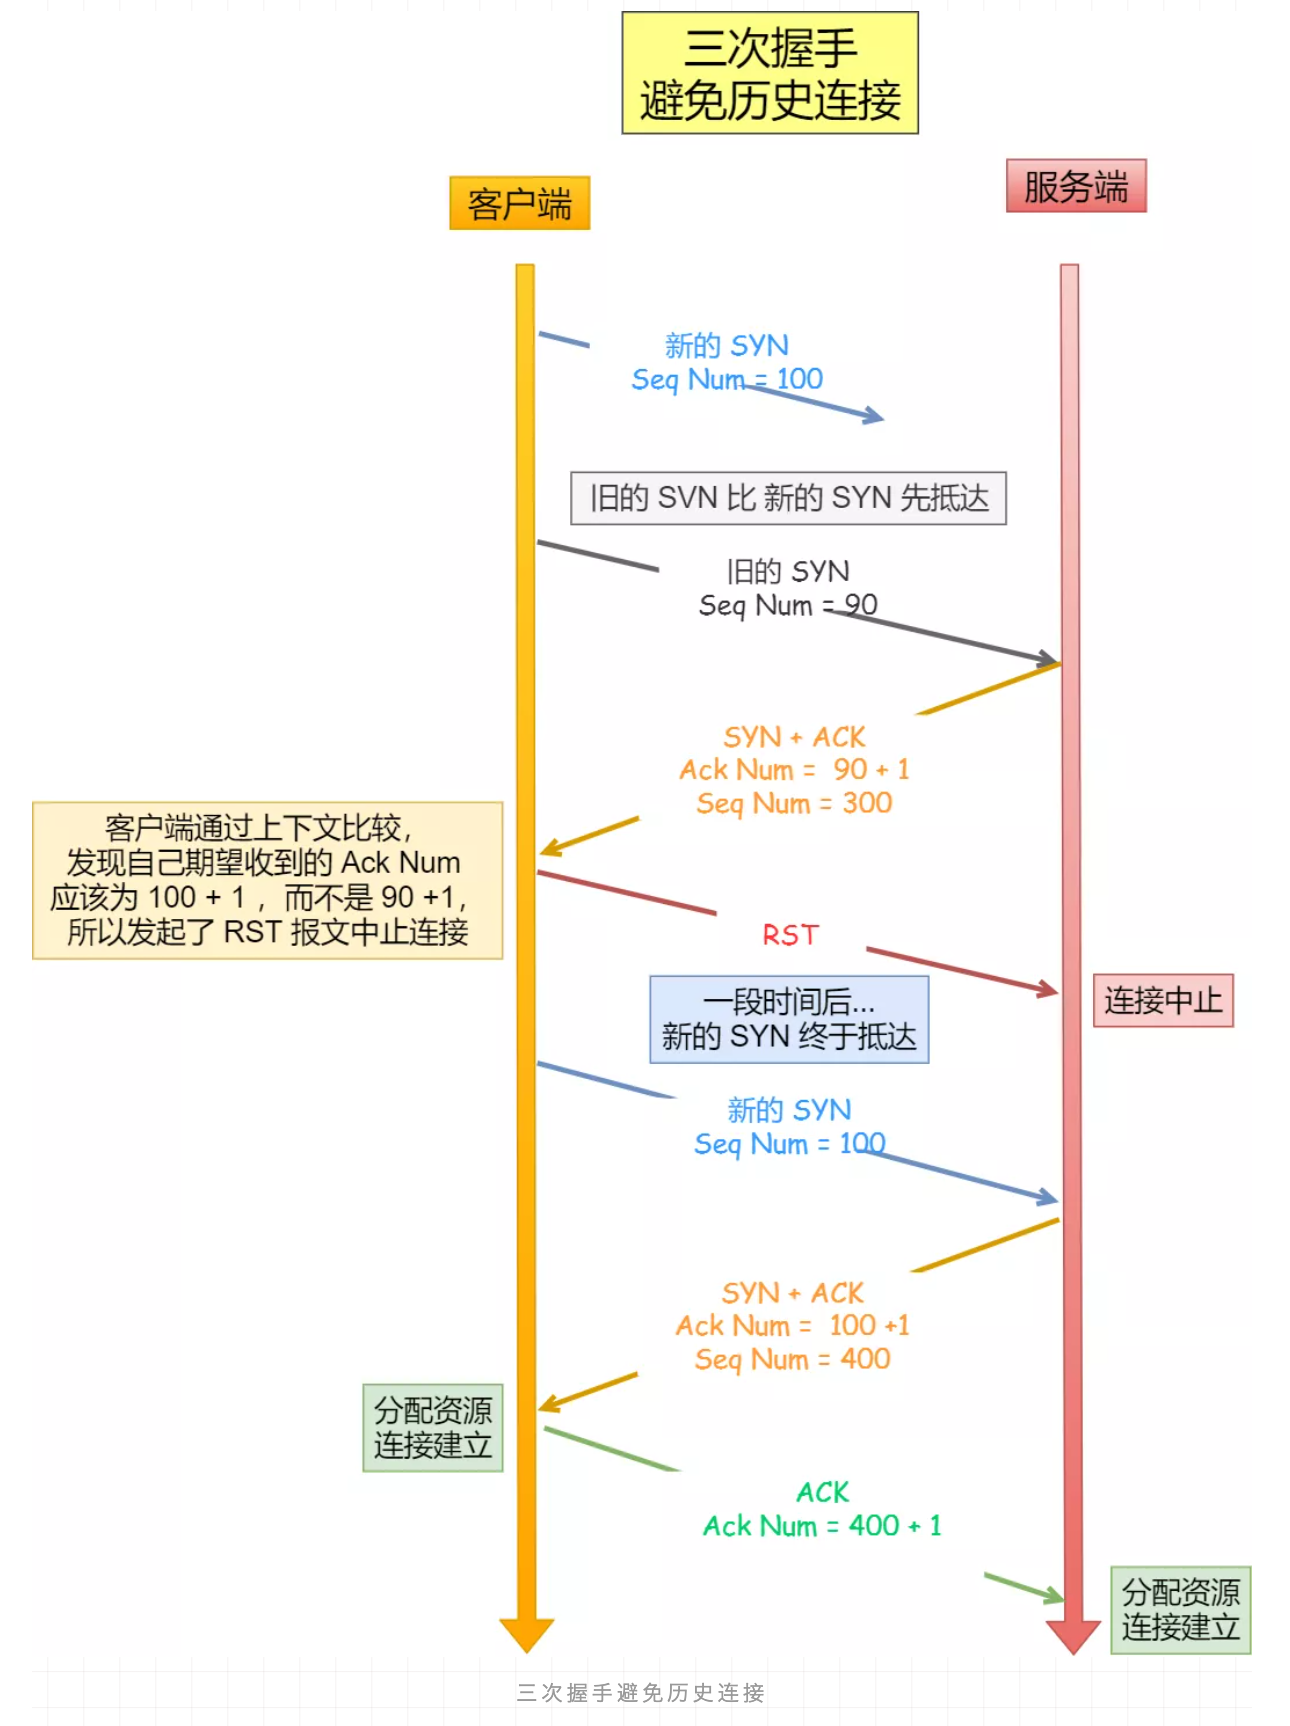 三次握手
避免历史连接
客户端
服务端
新的 SYN
Seq Num = 100
旧的 SVN 比 新的 SYN 先抵达
旧的 SYN
Seq Num = 90
SYN + ACK
Ack Num = 90 + 1
Seq Num = 300
客户端通过上下文比较，
发现自己期望收到的 Ack Num
应该为 100 + 1 ，而不是 90 +1，
所以发起了 RST 报文中止连接
RST
连接中止
一段时间后...
新的 SYN 终于抵达
新的 SYN
Seq Num = 100
SYN + ACK
Ack Num = 100 +1
Seq Num = 400
分配资源
连接建立
ACK
Ack Num = 400 + 1
分配资源
连接建立
三次握手避免历史连接